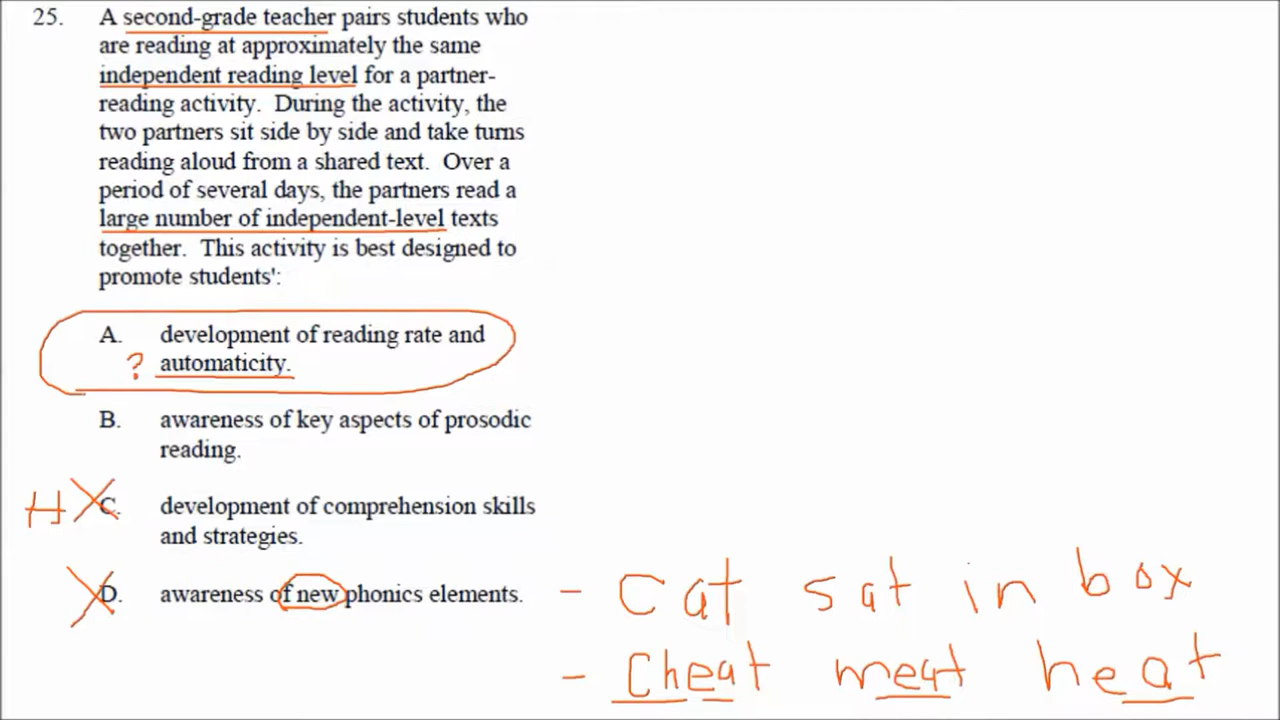 25. A second-grade teacher pairs students who
are reading at approximately the same
independent reading level for a partner-
reading activity. During the activity, the
two partners sit side by side and take turns
reading aloud from a shared text. Over a
period of several days, the partners read a
large number of independent-level texts
together. This activity is best designed to
promote students':
A. development of reading rate and
? automaticity.
B. awareness of key aspects of prosodic
reading.
H C. development of comprehension skills
and strategies.
D. awareness of new phonics elements.
- Cat sat in box
- Cheat meat heat